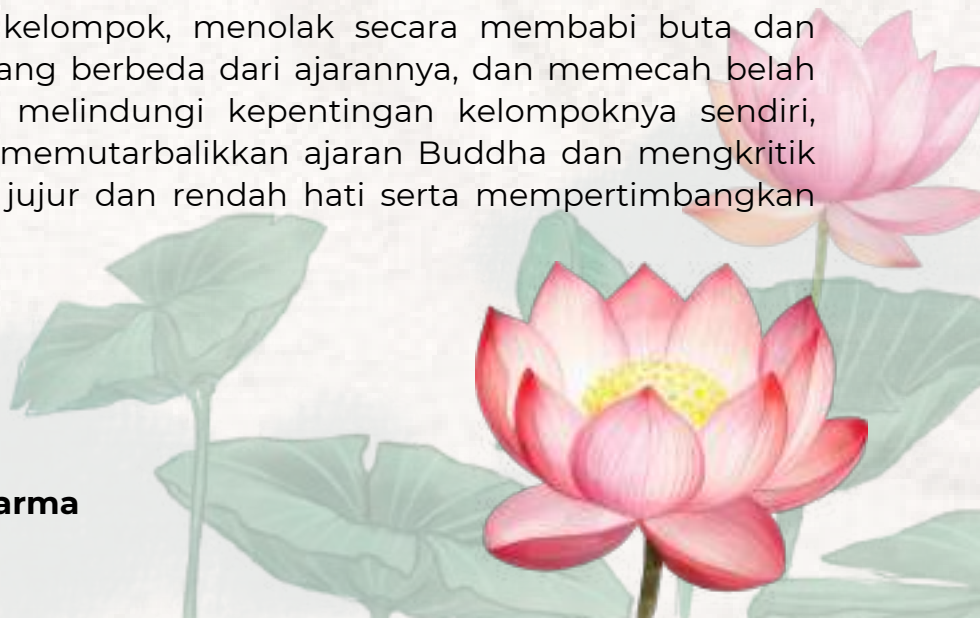 kelompok, menolak secara membabi buta dan
ang berbeda dari ajarannya, dan memecah belah
melindungi kepentingan kelompoknya sendiri,
memutarbalikkan ajaran Buddha dan mengkritik
jujur dan rendah hati serta mempertimbangkan
arma